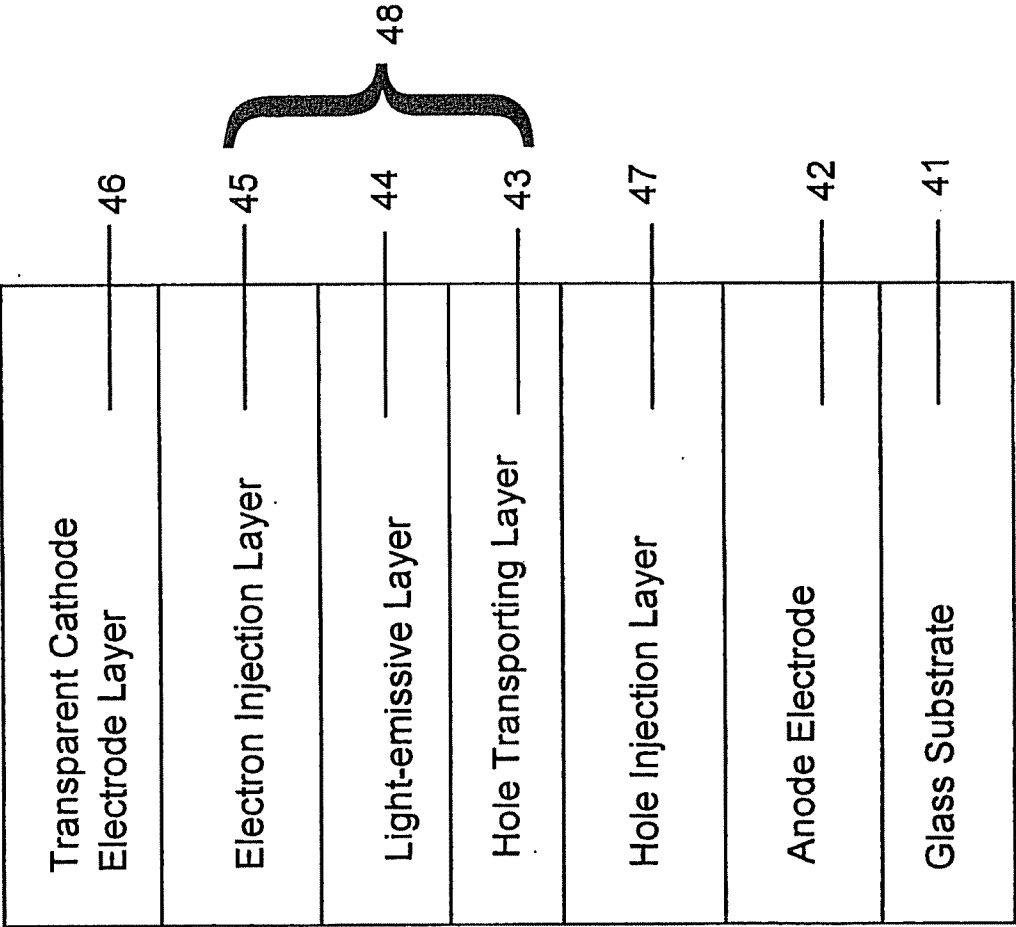 Transparent Cathode
Electrode Layer
46
Electron Injection Layer
45
Light-emissive Layer
44
Hole Transporting Layer
43
48
Hole Injection Layer
47
Anode Electrode
42
Glass Substrate
41